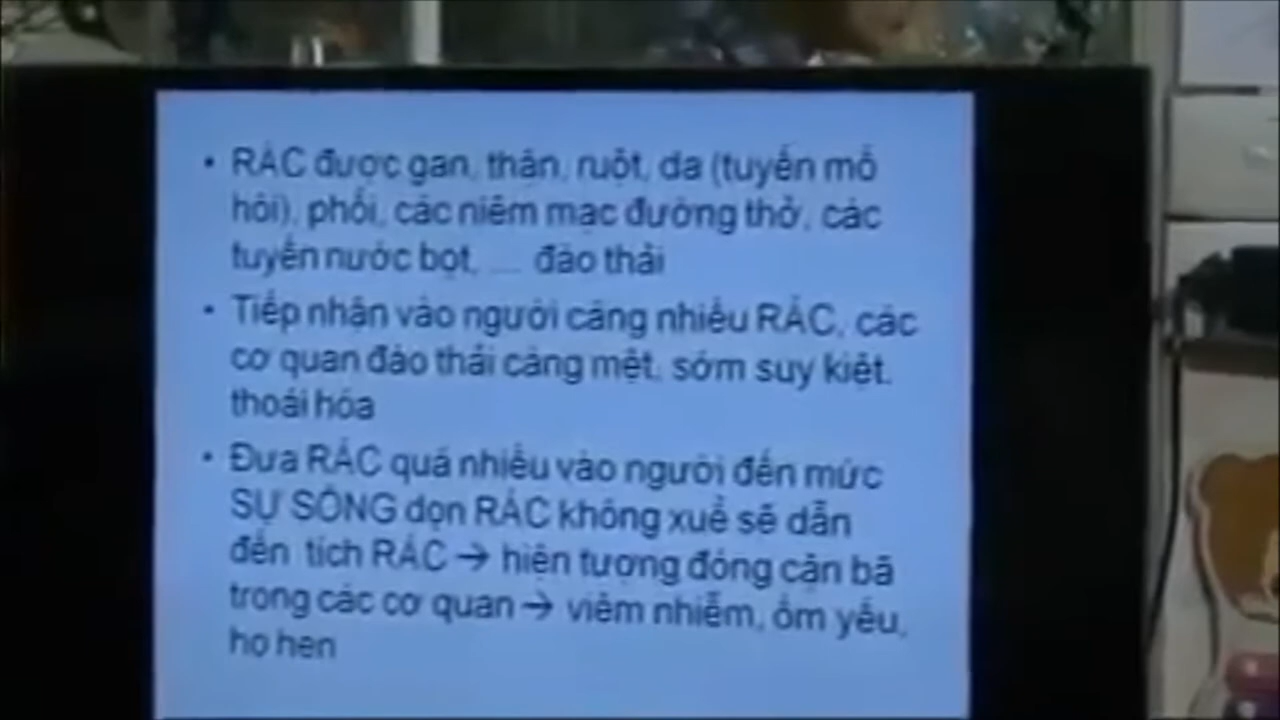 • RÁC được gan, thận, ruột, da (tuyến mồ
hôi), phổi, các niêm mạc đường thở, các
tuyến nước bọt, .... đào thải
• Tiếp nhận vào người càng nhiều RÁC, các
cơ quan đào thải càng mệt, sớm suy kiệt,
thoái hóa
• Đưa RÁC quá nhiều vào người đến mức
SỰ SỐNG dọn RÁC không xuể sẽ dẫn
đến tích RÁC → hiện tượng đóng cặn bã
trong các cơ quan → viêm nhiễm, ốm yếu,
ho hen